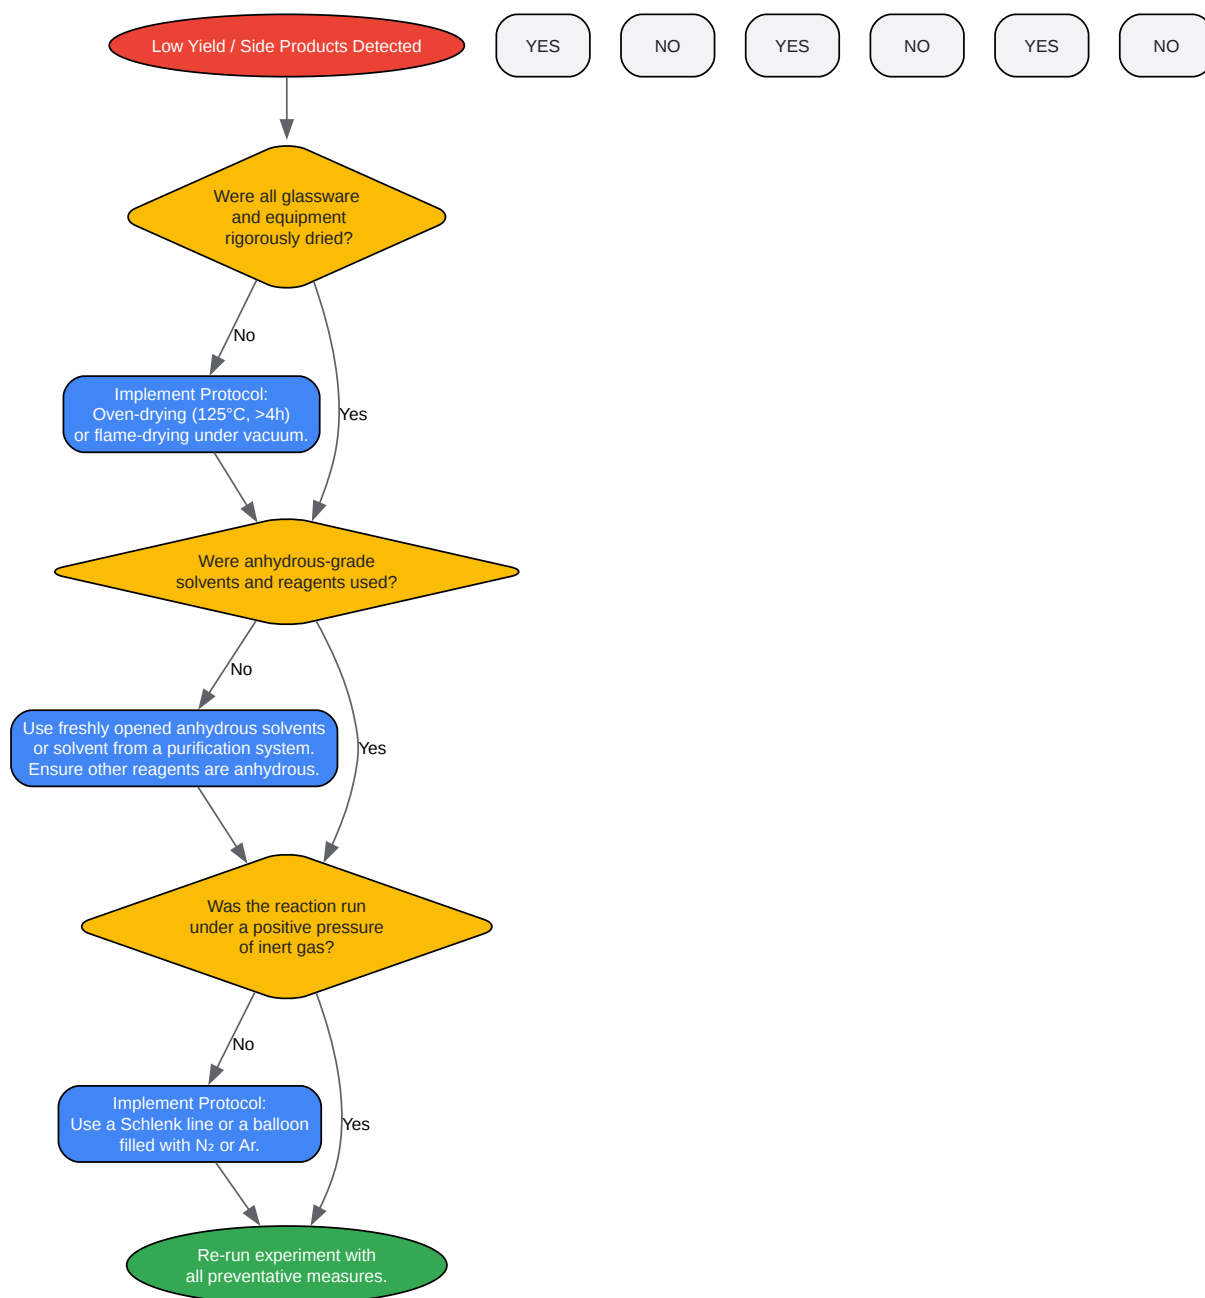 Low Yield / Side Products Detected
YES
NO
YES
NO
YES
NO
Were all glassware
and equipment
rigorously dried?
No
Yes
Implement Protocol:
Oven-drying (125°C, >4h)
or flame-drying under vacuum.
Were anhydrous-grade
solvents and reagents used?
No
Yes
Use freshly opened anhydrous solvents
or solvent from a purification system.
Ensure other reagents are anhydrous.
Was the reaction run
under a positive pressure
of inert gas?
No
Yes
Implement Protocol:
Use a Schlenk line or a balloon
filled with N₂ or Ar.
Re-run experiment with
all preventative measures.